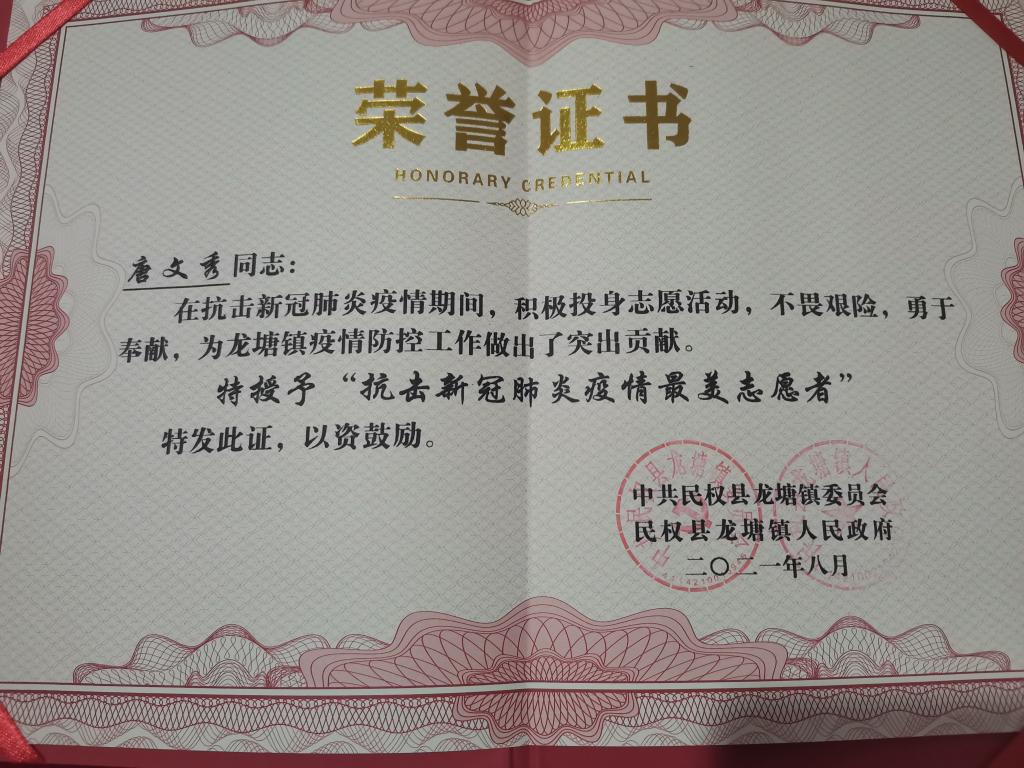 荣誉证书
HONORARY CREDENTIAL
唐文秀同志：
在抗击新冠肺炎疫情期间，积极投身志愿活动，不畏艰险，勇于
奉献，为龙塘镇疫情防控工作做出了突出贡献。
特授予“抗击新冠肺炎疫情最美志愿者”
特发此证，以资鼓励。
中共民权县龙塘镇委员会
民权县龙塘镇人民政府
二〇二一年八月